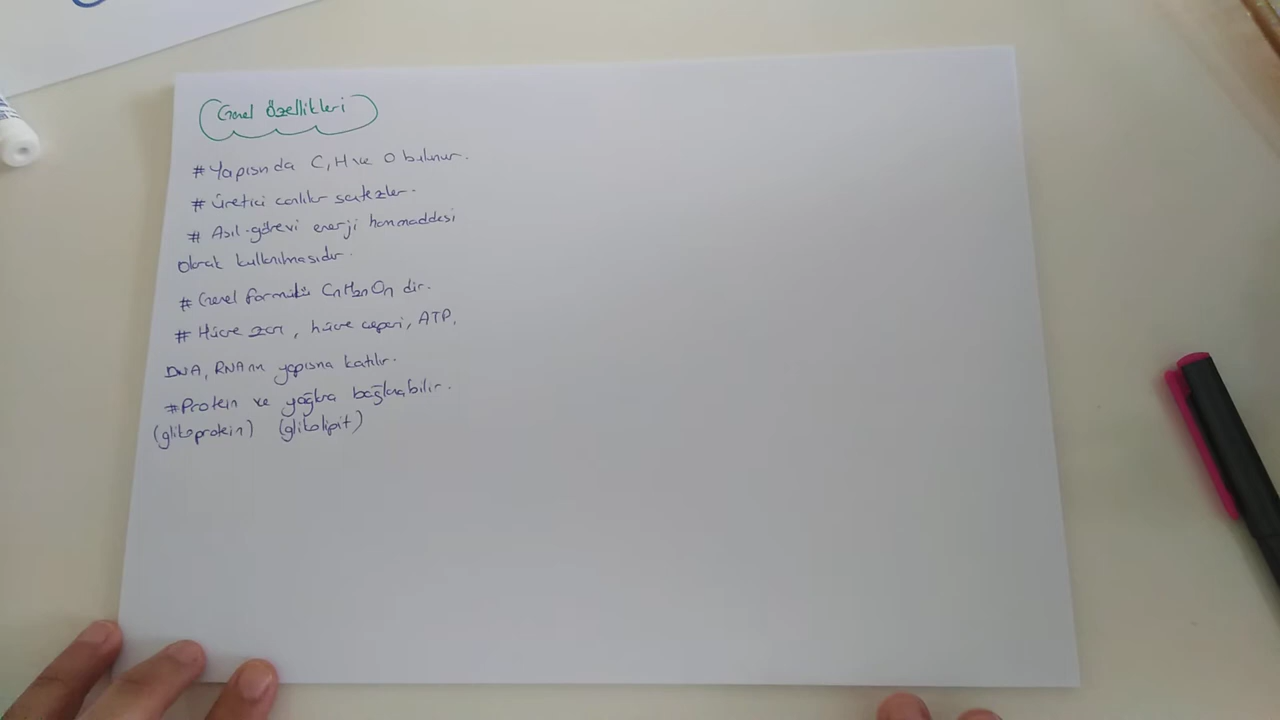 Genel özellikleri
# Yapısında C, H ve O bulunur.
# Üretici canlılar sentezler.
# Asıl görevi enerji hammaddesi
olarak kullanılmasıdır.
# Genel formülü CnH2nOn dir.
# Hücre zarı, hücre çeperi, ATP,
DNA, RNA nın yapısına katılır.
# Protein ve yağlara bağlanabilir.
(glikoprotein) (glikolipit)